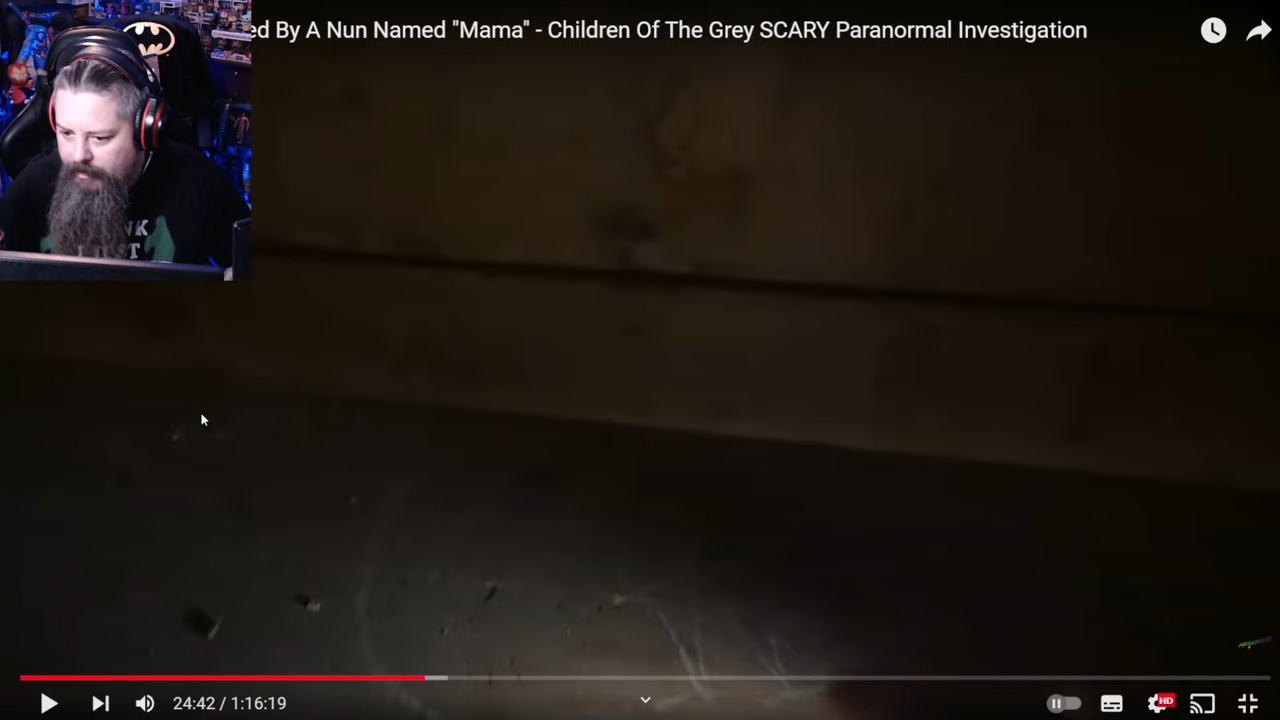 ed By A Nun Named "Mama" - Children Of The Grey SCARY Paranormal Investigation
HD
24:42 / 1:16:19